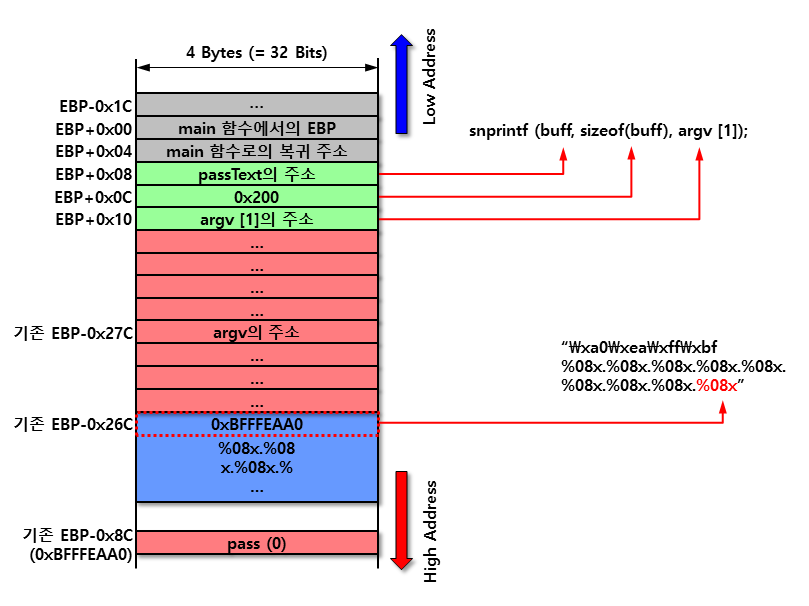 4 Bytes (= 32 Bits)
Low Address
EBP-0x1C
...
EBP+0x00
main 함수에서의 EBP
EBP+0x04
main 함수로의 복귀 주소
EBP+0x08
passText의 주소
EBP+0x0C
0x200
EBP+0x10
argv [1]의 주소
snprintf (buff, sizeof(buff), argv [1]);
...
...
...
...
기존 EBP-0x27C
argv의 주소
...
...
...
기존 EBP-0x26C
0xBFFFEAA0
%08x.%08
x.%08x.%
...
“₩xa0₩xea₩xff₩xbf
%08x.%08x.%08x.%08x.%08x.
%08x.%08x.%08x.%08x”
기존 EBP-0x8C
(0xBFFFEAA0)
pass (0)
High Address